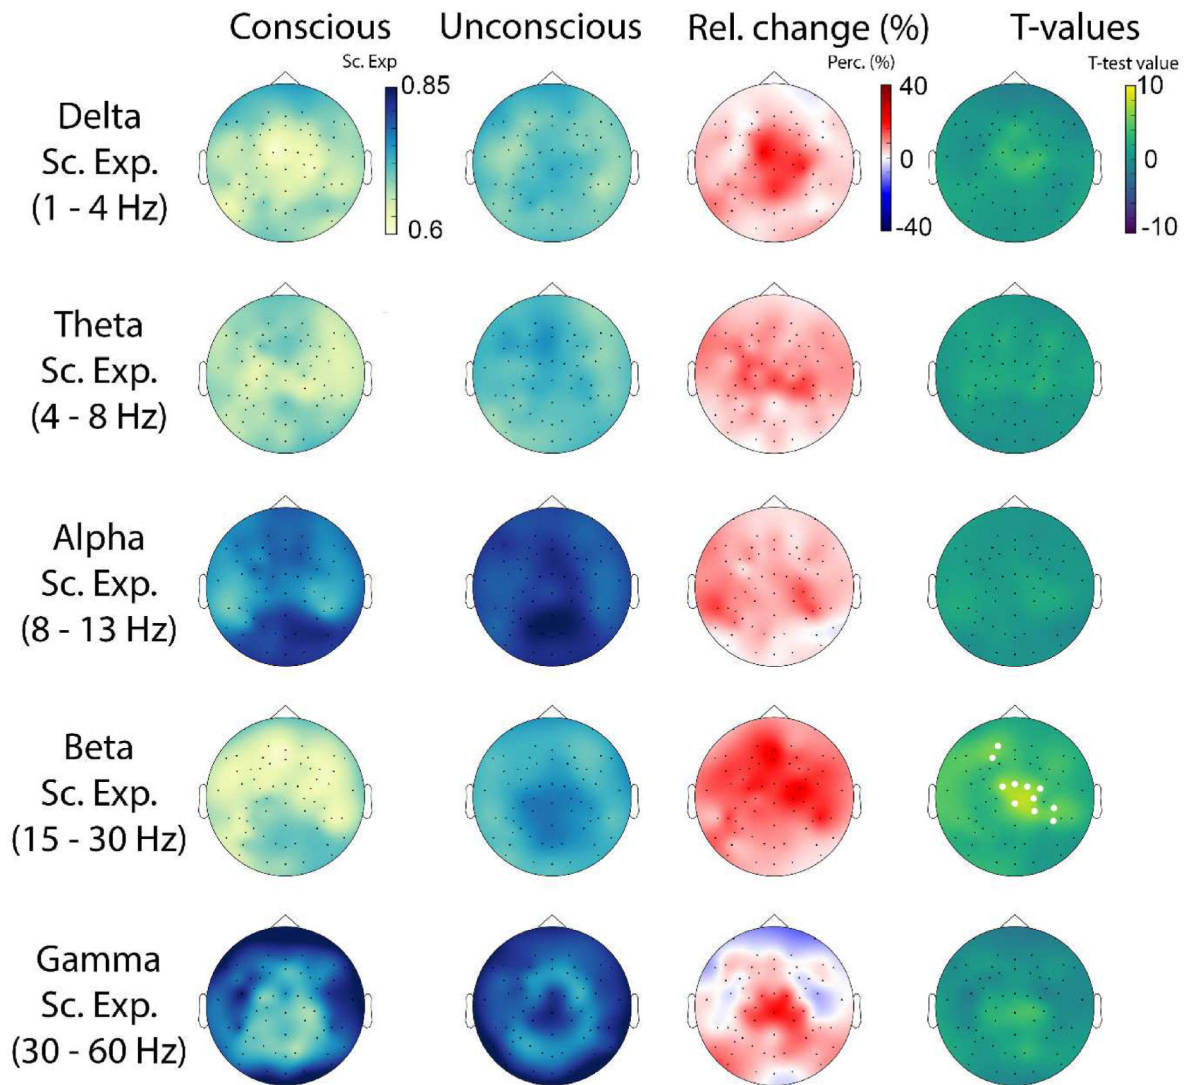 Conscious Unconscious Rel. change (%) T-values
Sc. Exp Perc. (%) T-test value
0.85 40 10
Delta
Sc. Exp.
(1 - 4 Hz)
0 0
0.6 -40 -10
Theta
Sc. Exp.
(4 - 8 Hz)
Alpha
Sc. Exp.
(8 - 13 Hz)
Beta
Sc. Exp.
(15 - 30 Hz)
Gamma
Sc. Exp.
(30 - 60 Hz)